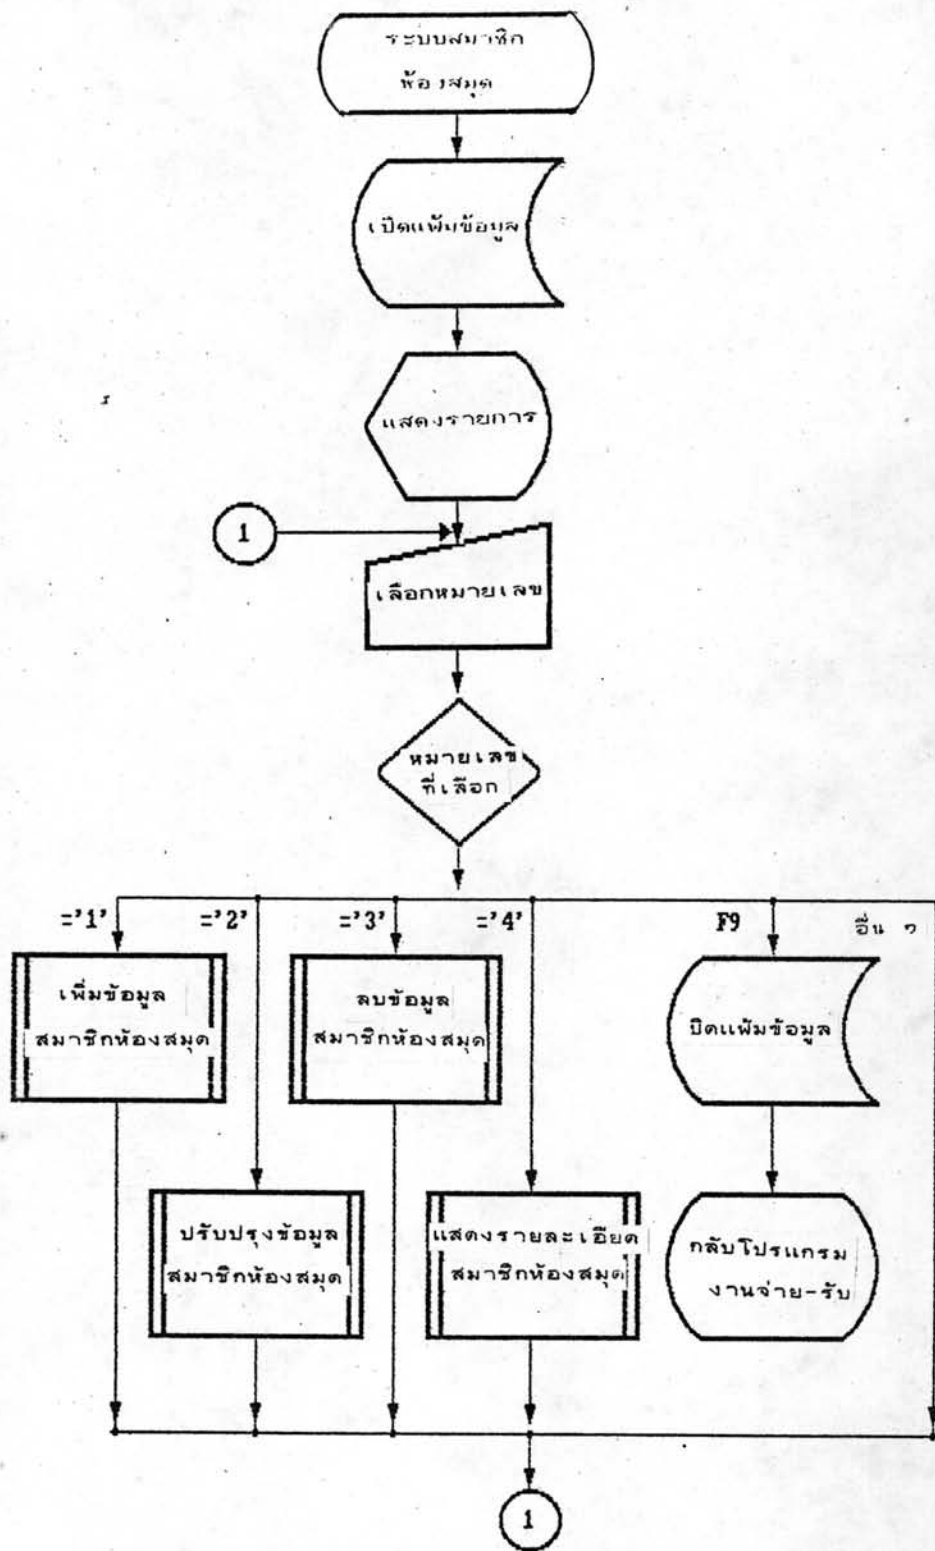 ระบบสมาชิก
ห้องสมุด
เปิดแฟ้มข้อมูล
แสดงรายการ
1
เลือกหมายเลข
หมายเลข
ที่เลือก
='1'
='2'
='3'
='4'
F9
อื่น ๆ
เพิ่มข้อมูล
สมาชิกห้องสมุด
ลบข้อมูล
สมาชิกห้องสมุด
ปิดแฟ้มข้อมูล
ปรับปรุงข้อมูล
สมาชิกห้องสมุด
แสดงรายละเอียด
สมาชิกห้องสมุด
กลับโปรแกรม
งานจ่าย-รับ
1